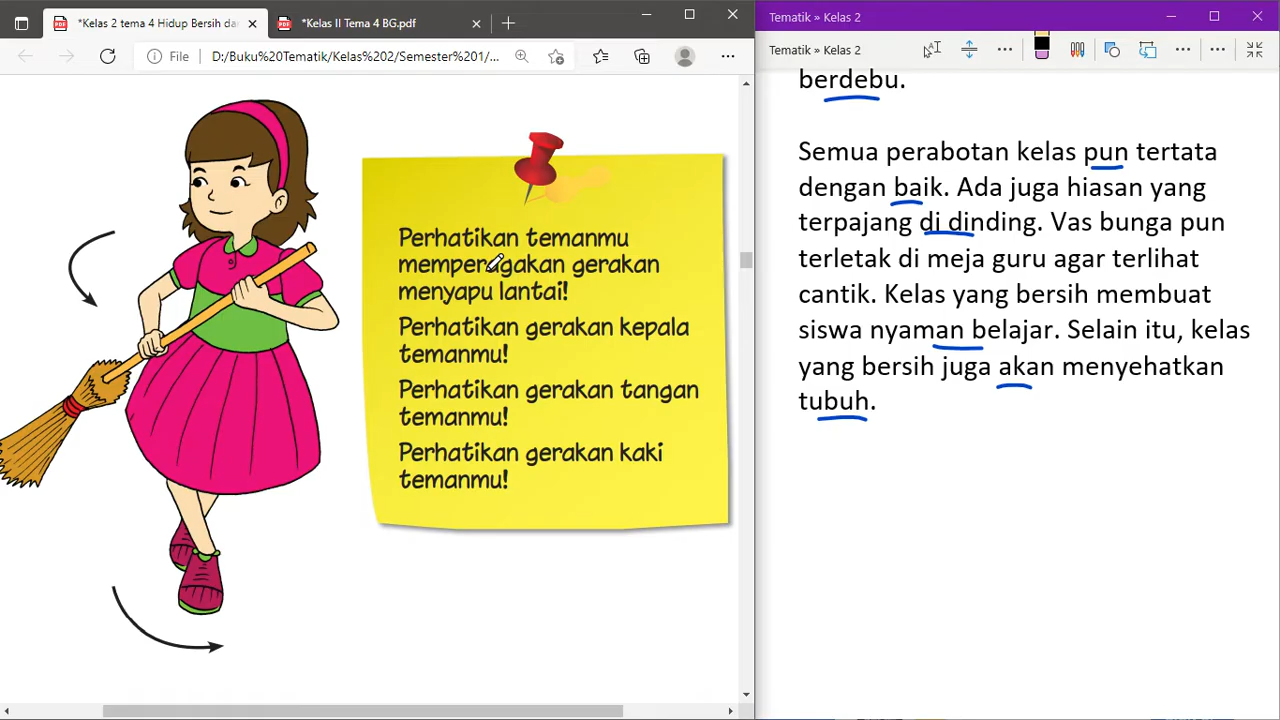 *Kelas 2 tema 4 Hidup Bersih da
*Kelas II Tema 4 BG.pdf
File
D:/Buku%20Tematik/Kelas%202/Semester%201/...
Perhatikan temanmu
memperagakan gerakan
menyapu lantai!
Perhatikan gerakan kepala
temanmu!
Perhatikan gerakan tangan
temanmu!
Perhatikan gerakan kaki
temanmu!
Tematik » Kelas 2
Tematik » Kelas 2
berdebu.
Semua perabotan kelas pun tertata
dengan baik. Ada juga hiasan yang
terpajang di dinding. Vas bunga pun
terletak di meja guru agar terlihat
cantik. Kelas yang bersih membuat
siswa nyaman belajar. Selain itu, kelas
yang bersih juga akan menyehatkan
tubuh.